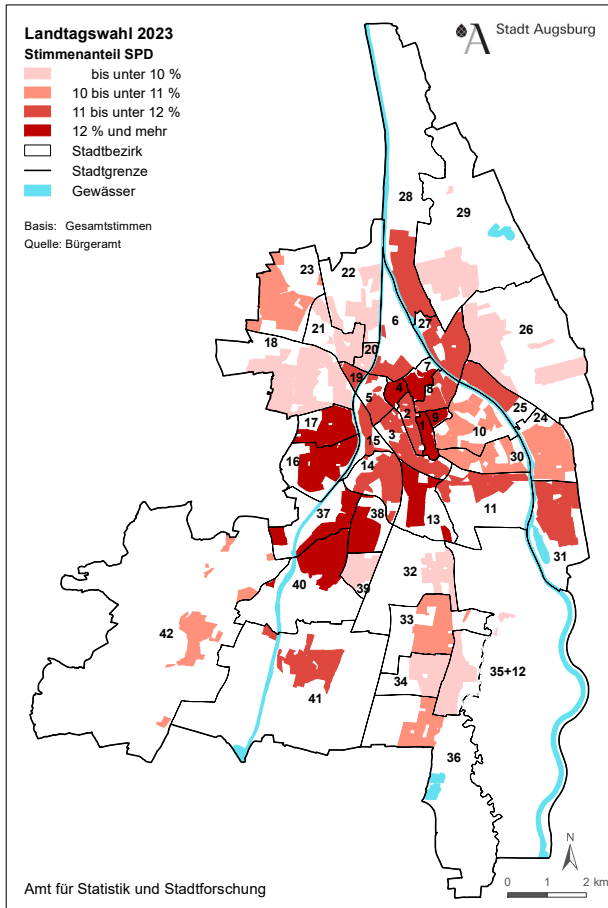 Landtagswahl 2023
Stimmenanteil SPD
bis unter 10 %
10 bis unter 11 %
11 bis unter 12 %
12 % und mehr
Stadtbezirk
Stadtgrenze
Gewässer
Basis: Gesamtstimmen
Quelle: Bürgeramt
A Stadt Augsburg
28
29
23
22
6
27
21
26
18
20
7
19
4
8
5
25
2
9
24
17
1
10
3
15
30
16
14
37
38
13
11
31
32
40
39
33
42
35+12
34
41
36
N
Amt für Statistik und Stadtforschung
0 1 2 km